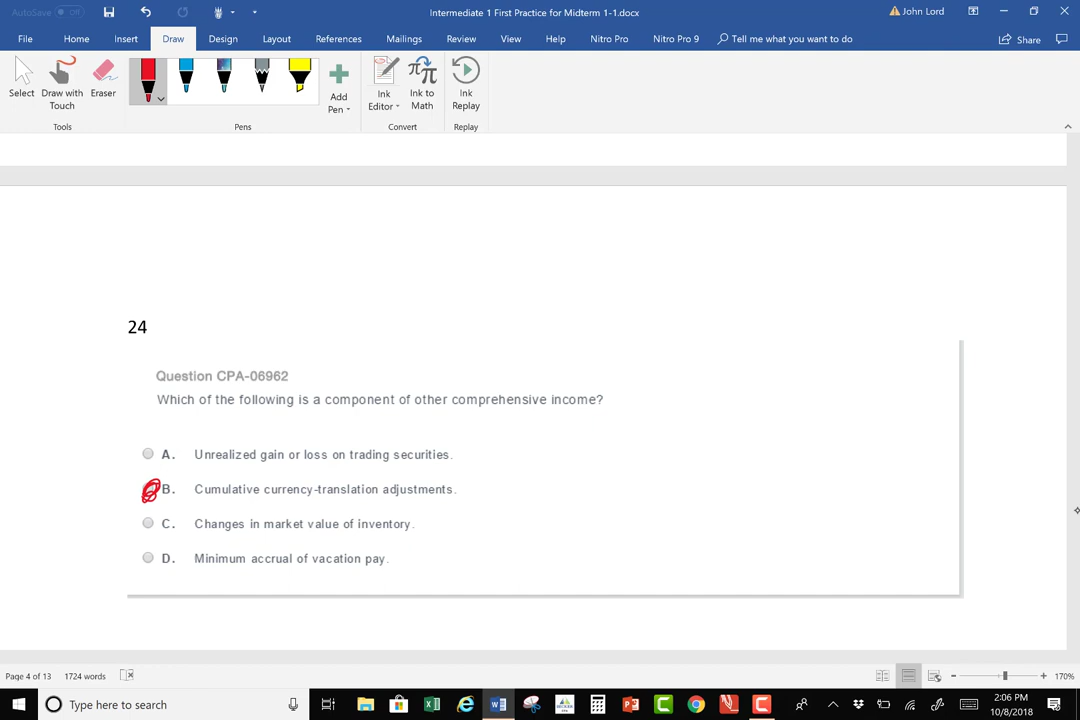 AutoSave Off
Intermediate 1 First Practice for Midterm 1-1.docx
John Lord
File Home Insert Draw Design Layout References Mailings Review View Help Nitro Pro Nitro Pro 9 Tell me what you want to do
Share
Select
Draw with Touch
Eraser
Add Pen
Ink Editor
Ink to Math
Ink Replay
Tools
Pens
Convert
Replay
24
Question CPA-06962
Which of the following is a component of other comprehensive income?
A. Unrealized gain or loss on trading securities.
B. Cumulative currency-translation adjustments.
C. Changes in market value of inventory.
D. Minimum accrual of vacation pay.
Page 4 of 13 1724 words
170%
Type here to search
2:06 PM
10/8/2018